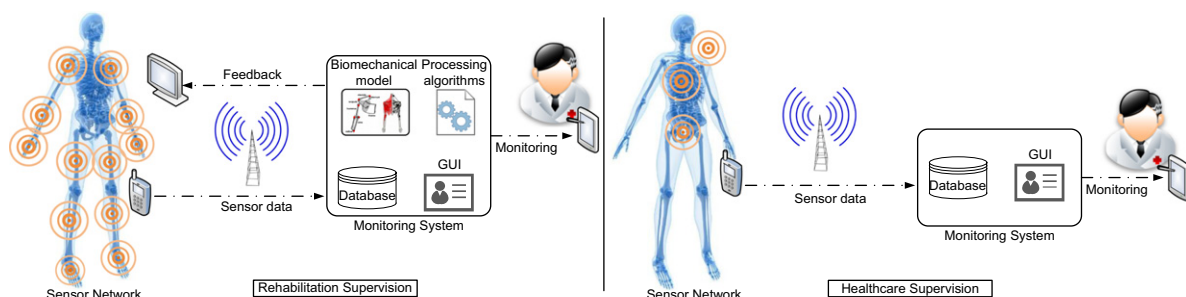 Feedback
Biomechanical model
Processing algorithms
Database
GUI
Monitoring
Sensor data
Monitoring System
Sensor Network
Rehabilitation Supervision
Sensor data
Database
GUI
Monitoring
Monitoring System
Sensor Network
Healthcare Supervision